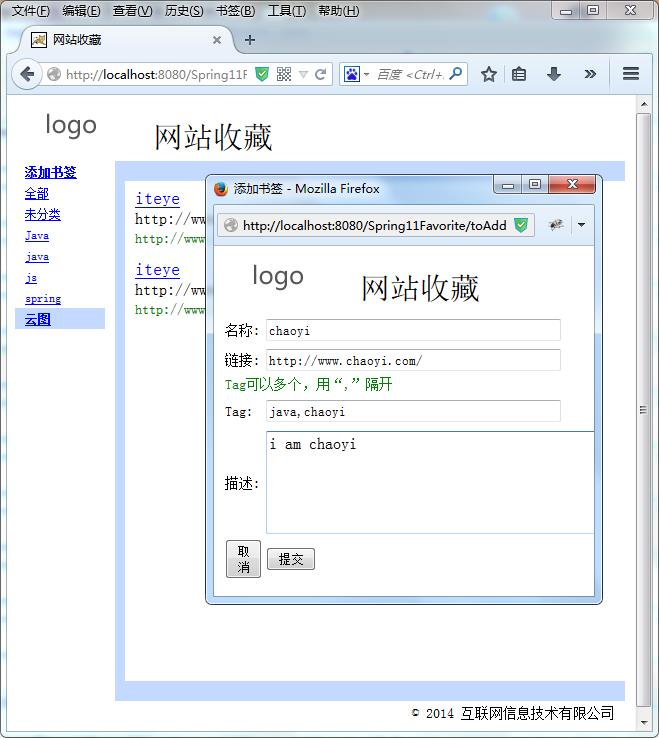 文件(F) 编辑(E) 查看(V) 历史(S) 书签(B) 工具(T) 帮助(H)
网站收藏
http://localhost:8080/Spring11F
百度 <Ctrl+.
logo
网站收藏
添加书签
全部
未分类
Java
java
js
spring
云图
iteye
http://ww
http://www
iteye
http://ww
http://www
添加书签 - Mozilla Firefox
http://localhost:8080/Spring11Favorite/toAdd
logo
网站收藏
名称: chaoyi
链接: http://www.chaoyi.com/
Tag可以多个，用“,”隔开
Tag: java,chaoyi
描述: i am chaoyi
取消
提交
© 2014 互联网信息技术有限公司